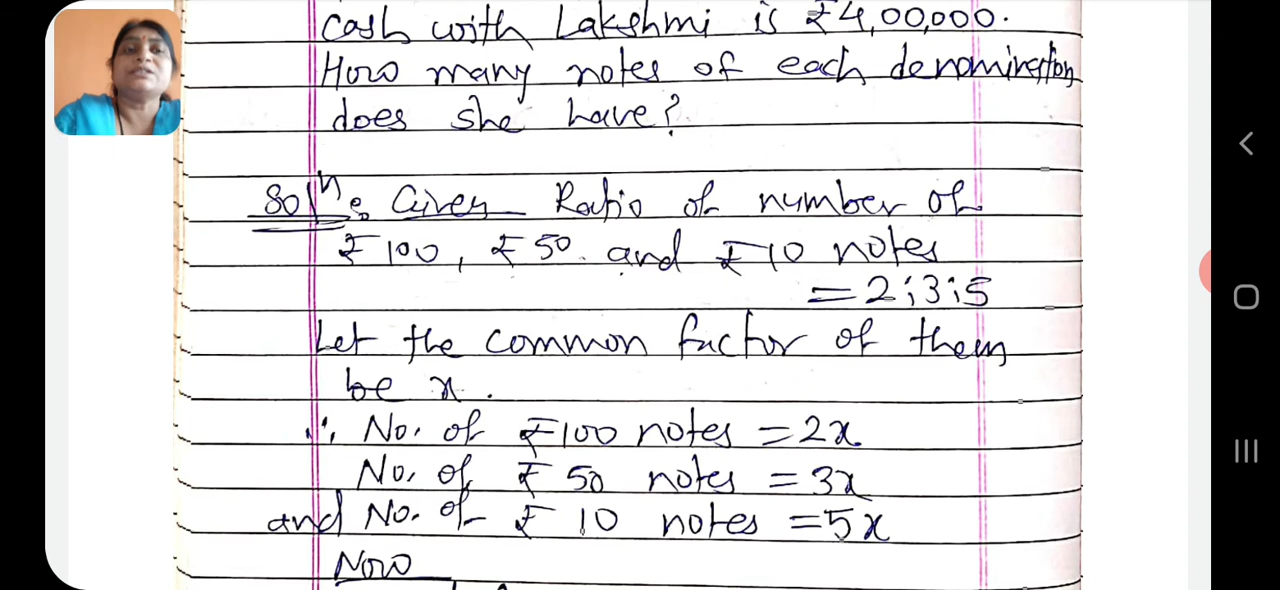 cash with Lakshmi is ₹4,00,000.
How many notes of each denomination
does she have?
Solⁿ: Given Ratio of number of
₹100, ₹50 and ₹10 notes
= 2:3:5
Let the common factor of them
be x.
∴ No. of ₹100 notes = 2x
No. of ₹ 50 notes = 3x
and No. of ₹ 10 notes = 5x
Now